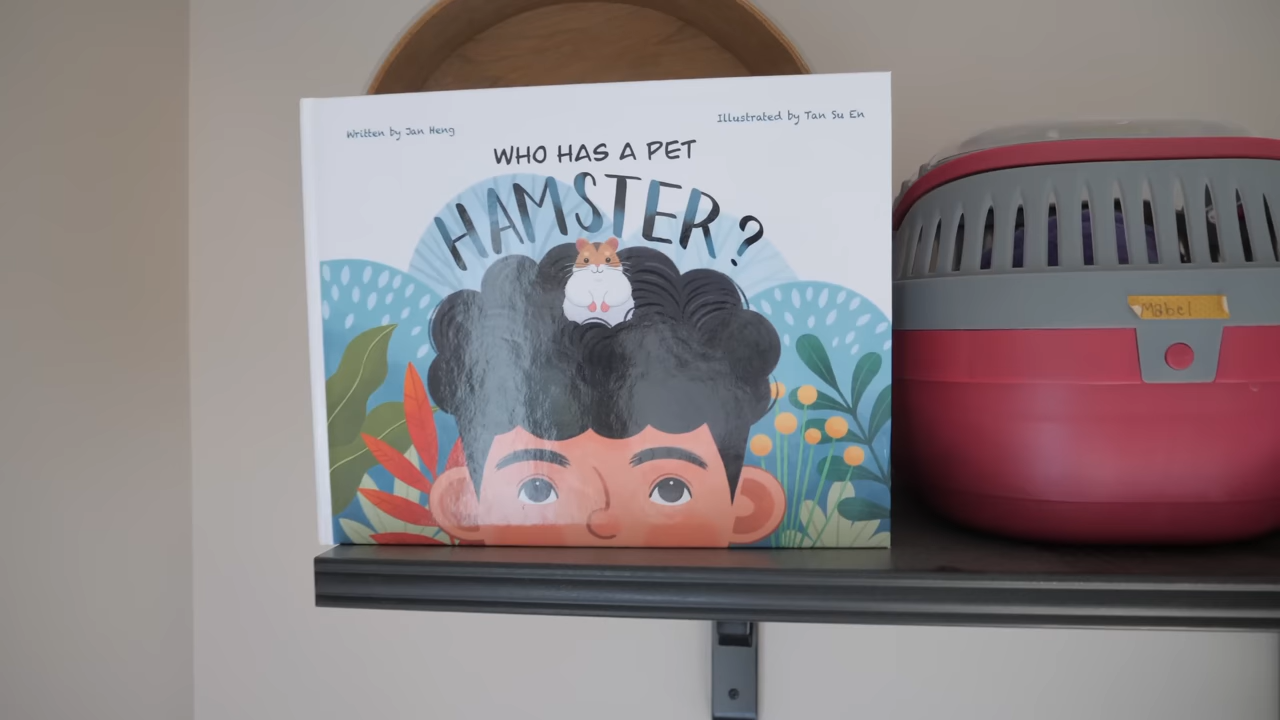 Written by Jan Heng
Illustrated by Tan Su En
WHO HAS A PET
HAMSTER?
Mabel